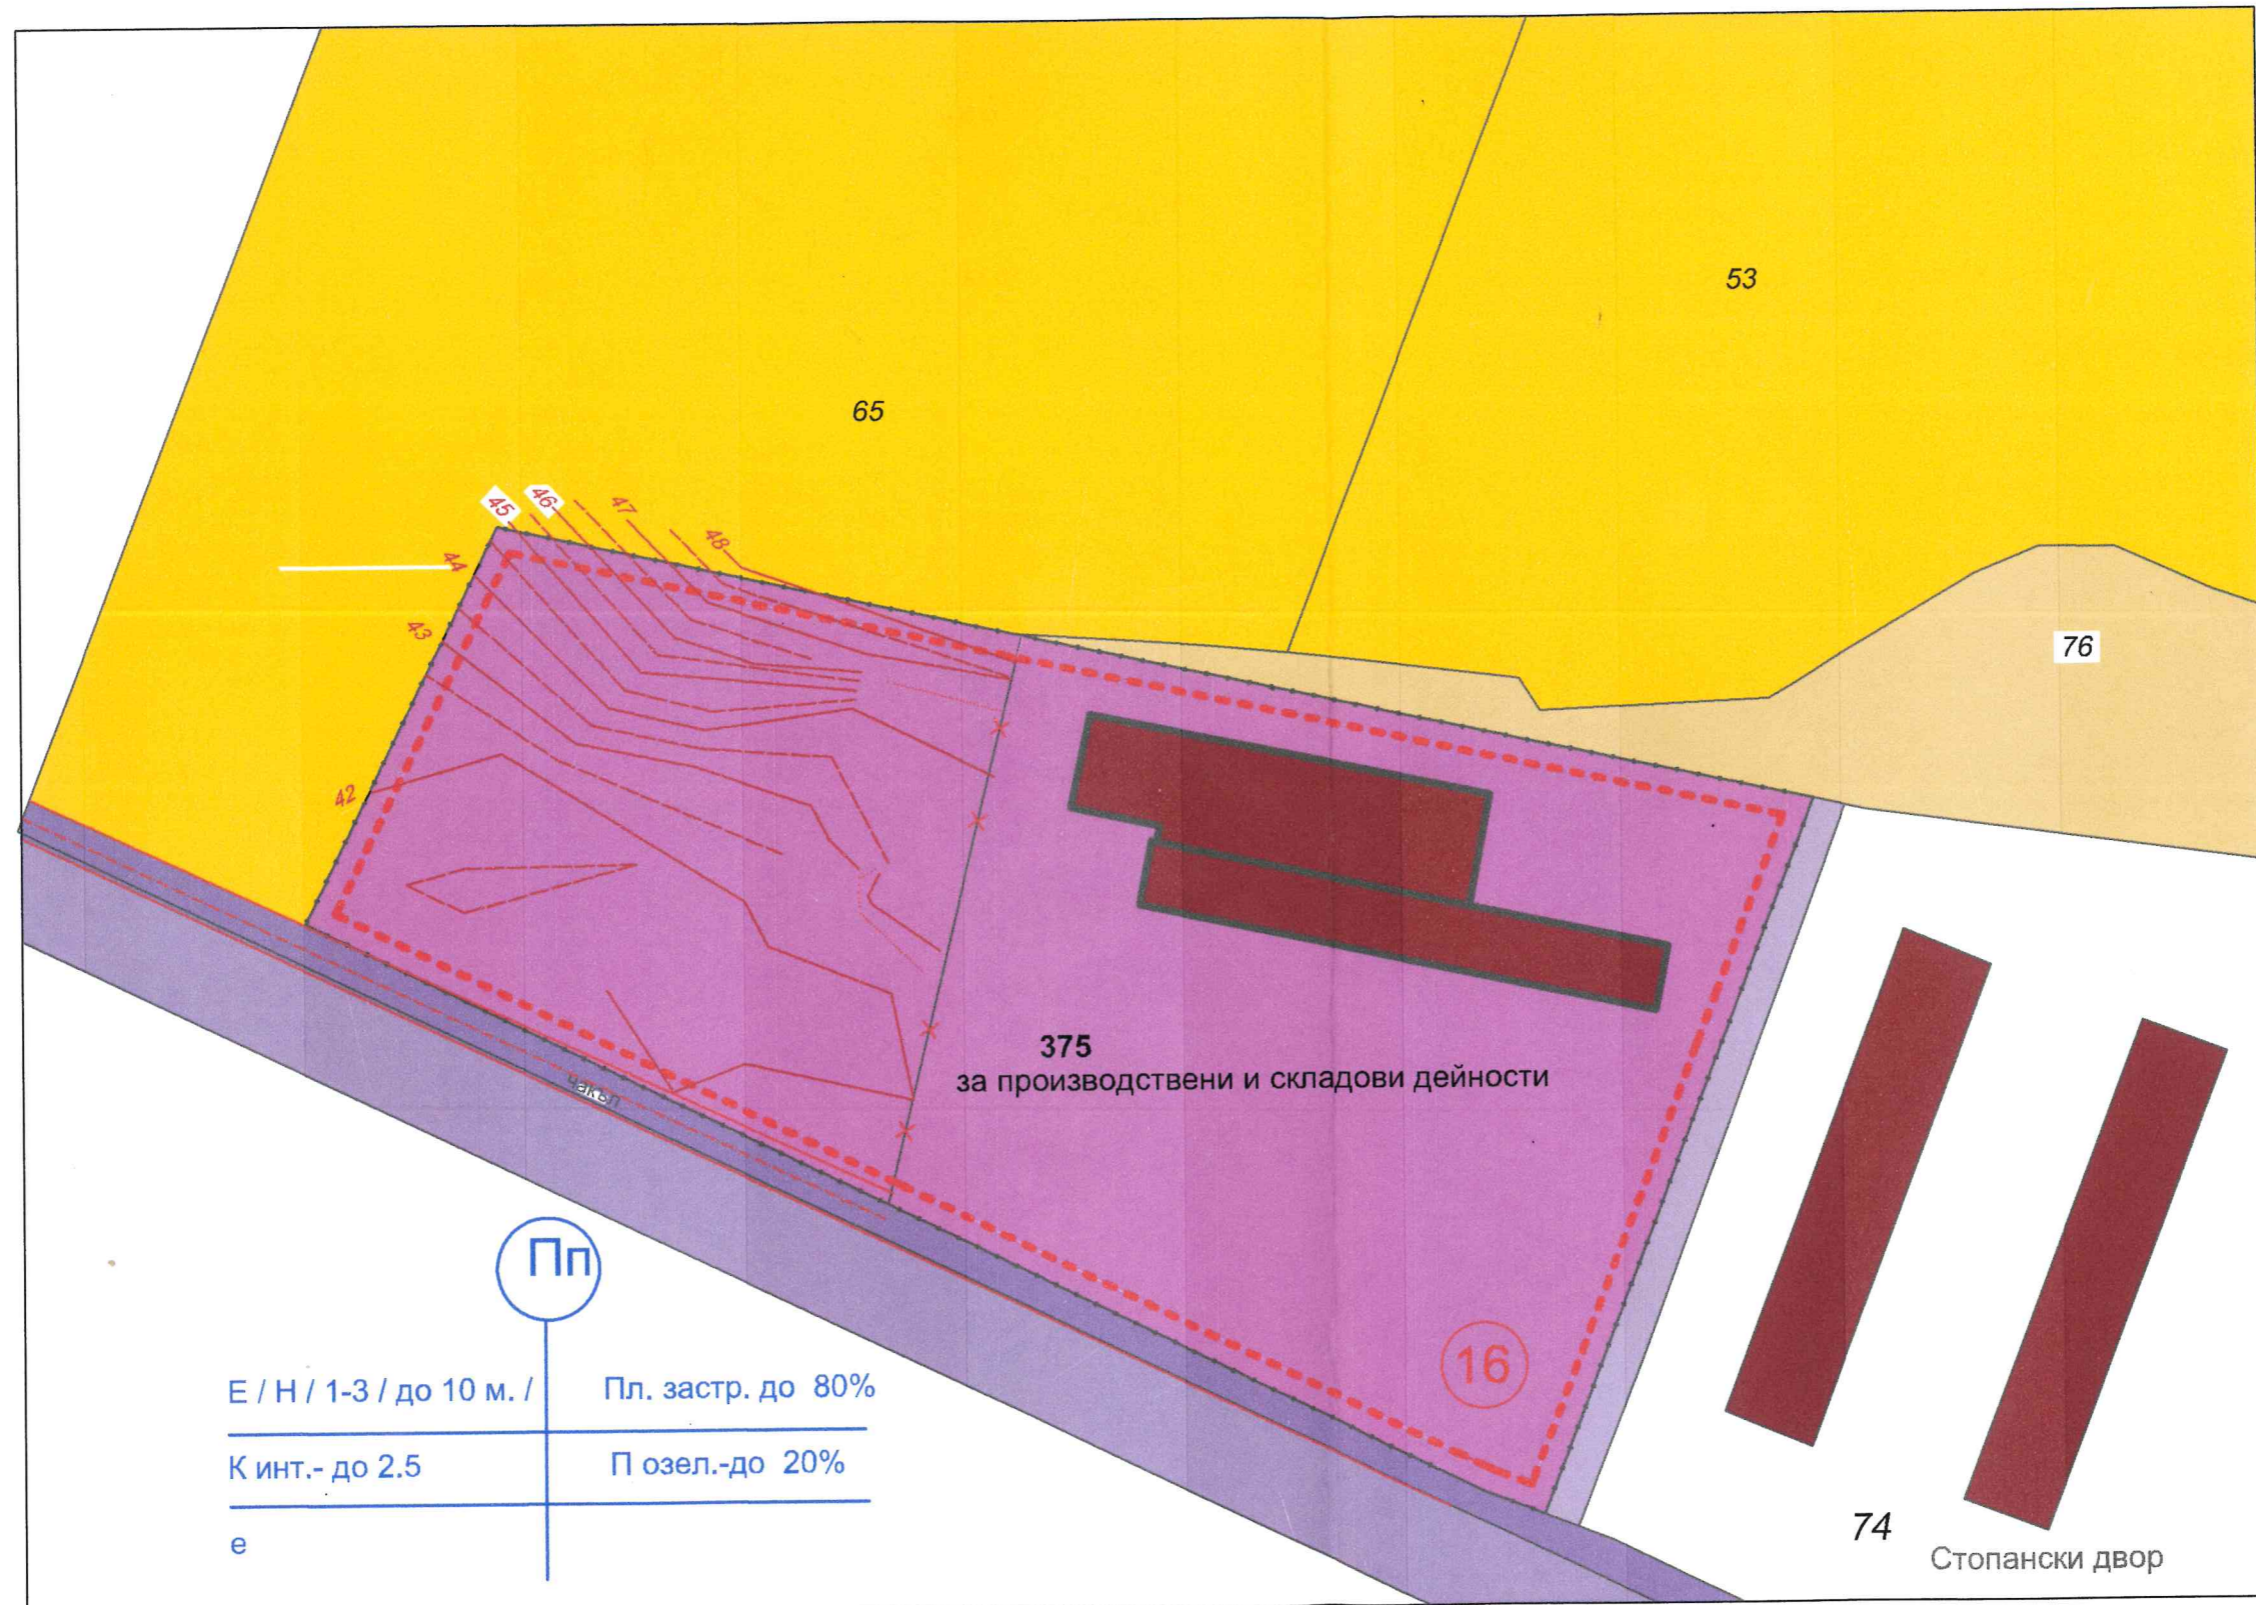 53
65
45
46
47
48
44
43
76
42
375
за производствени и складови дейности
чакъл
Пп
16
Е / Н / 1-3 / до 10 м. /
Пл. застр. до 80%
К инт.- до 2.5
П озел.-до 20%
е
74
Стопански двор